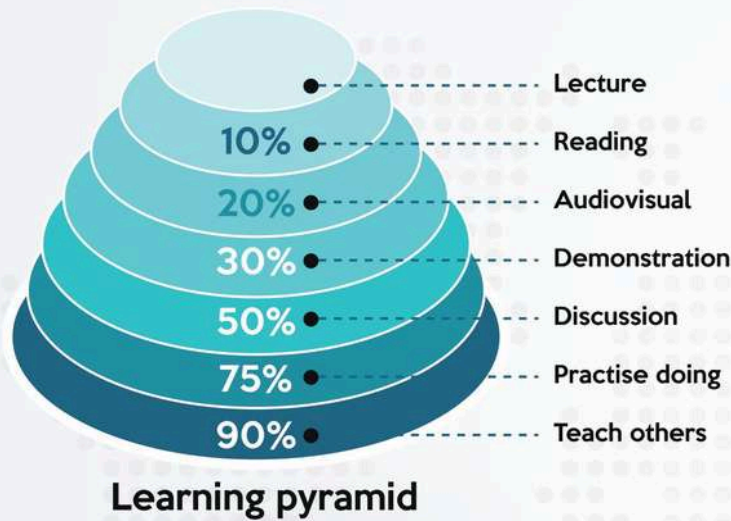 Lecture
10% Reading
20% Audiovisual
30% Demonstration
50% Discussion
75% Practise doing
90% Teach others
Learning pyramid